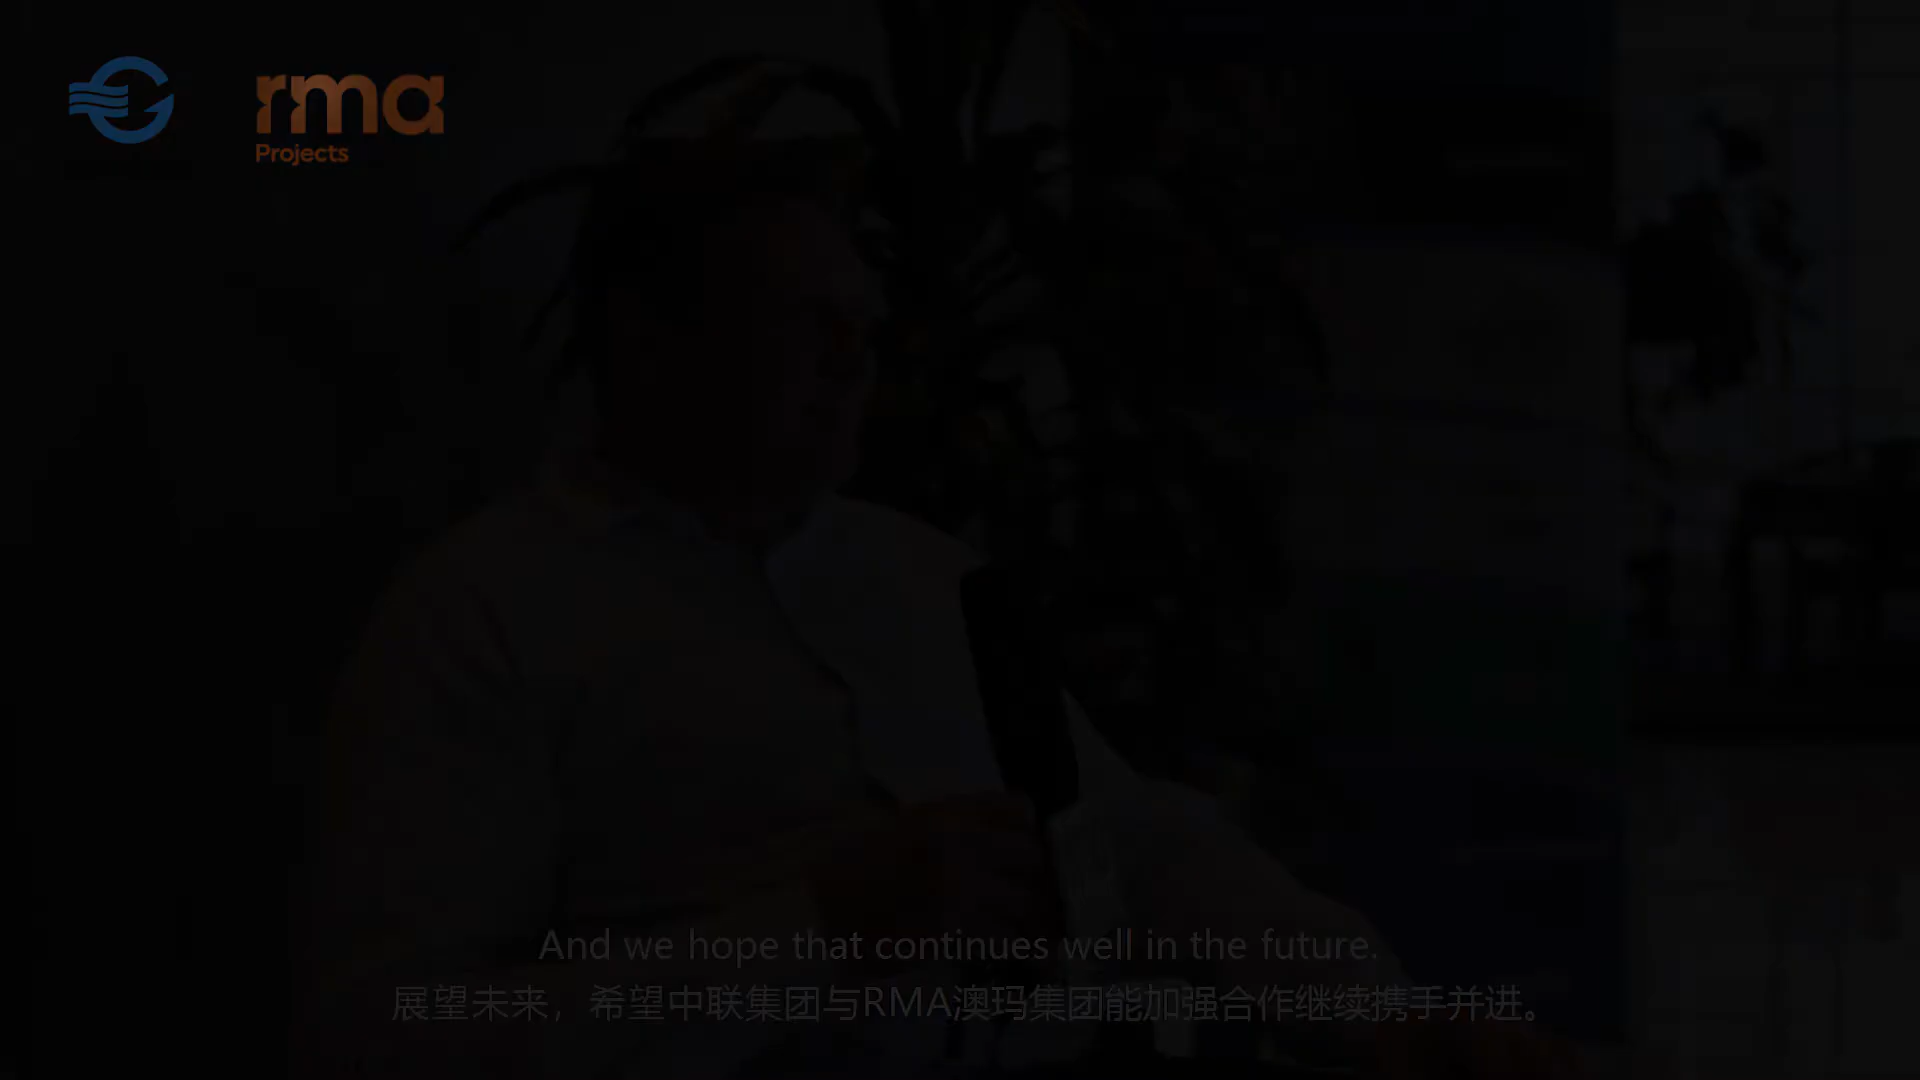 rma
Projects
And we hope that continues well in the future.
展望未来，希望中联集团与RMA澳玛集团能加强合作继续携手并进。